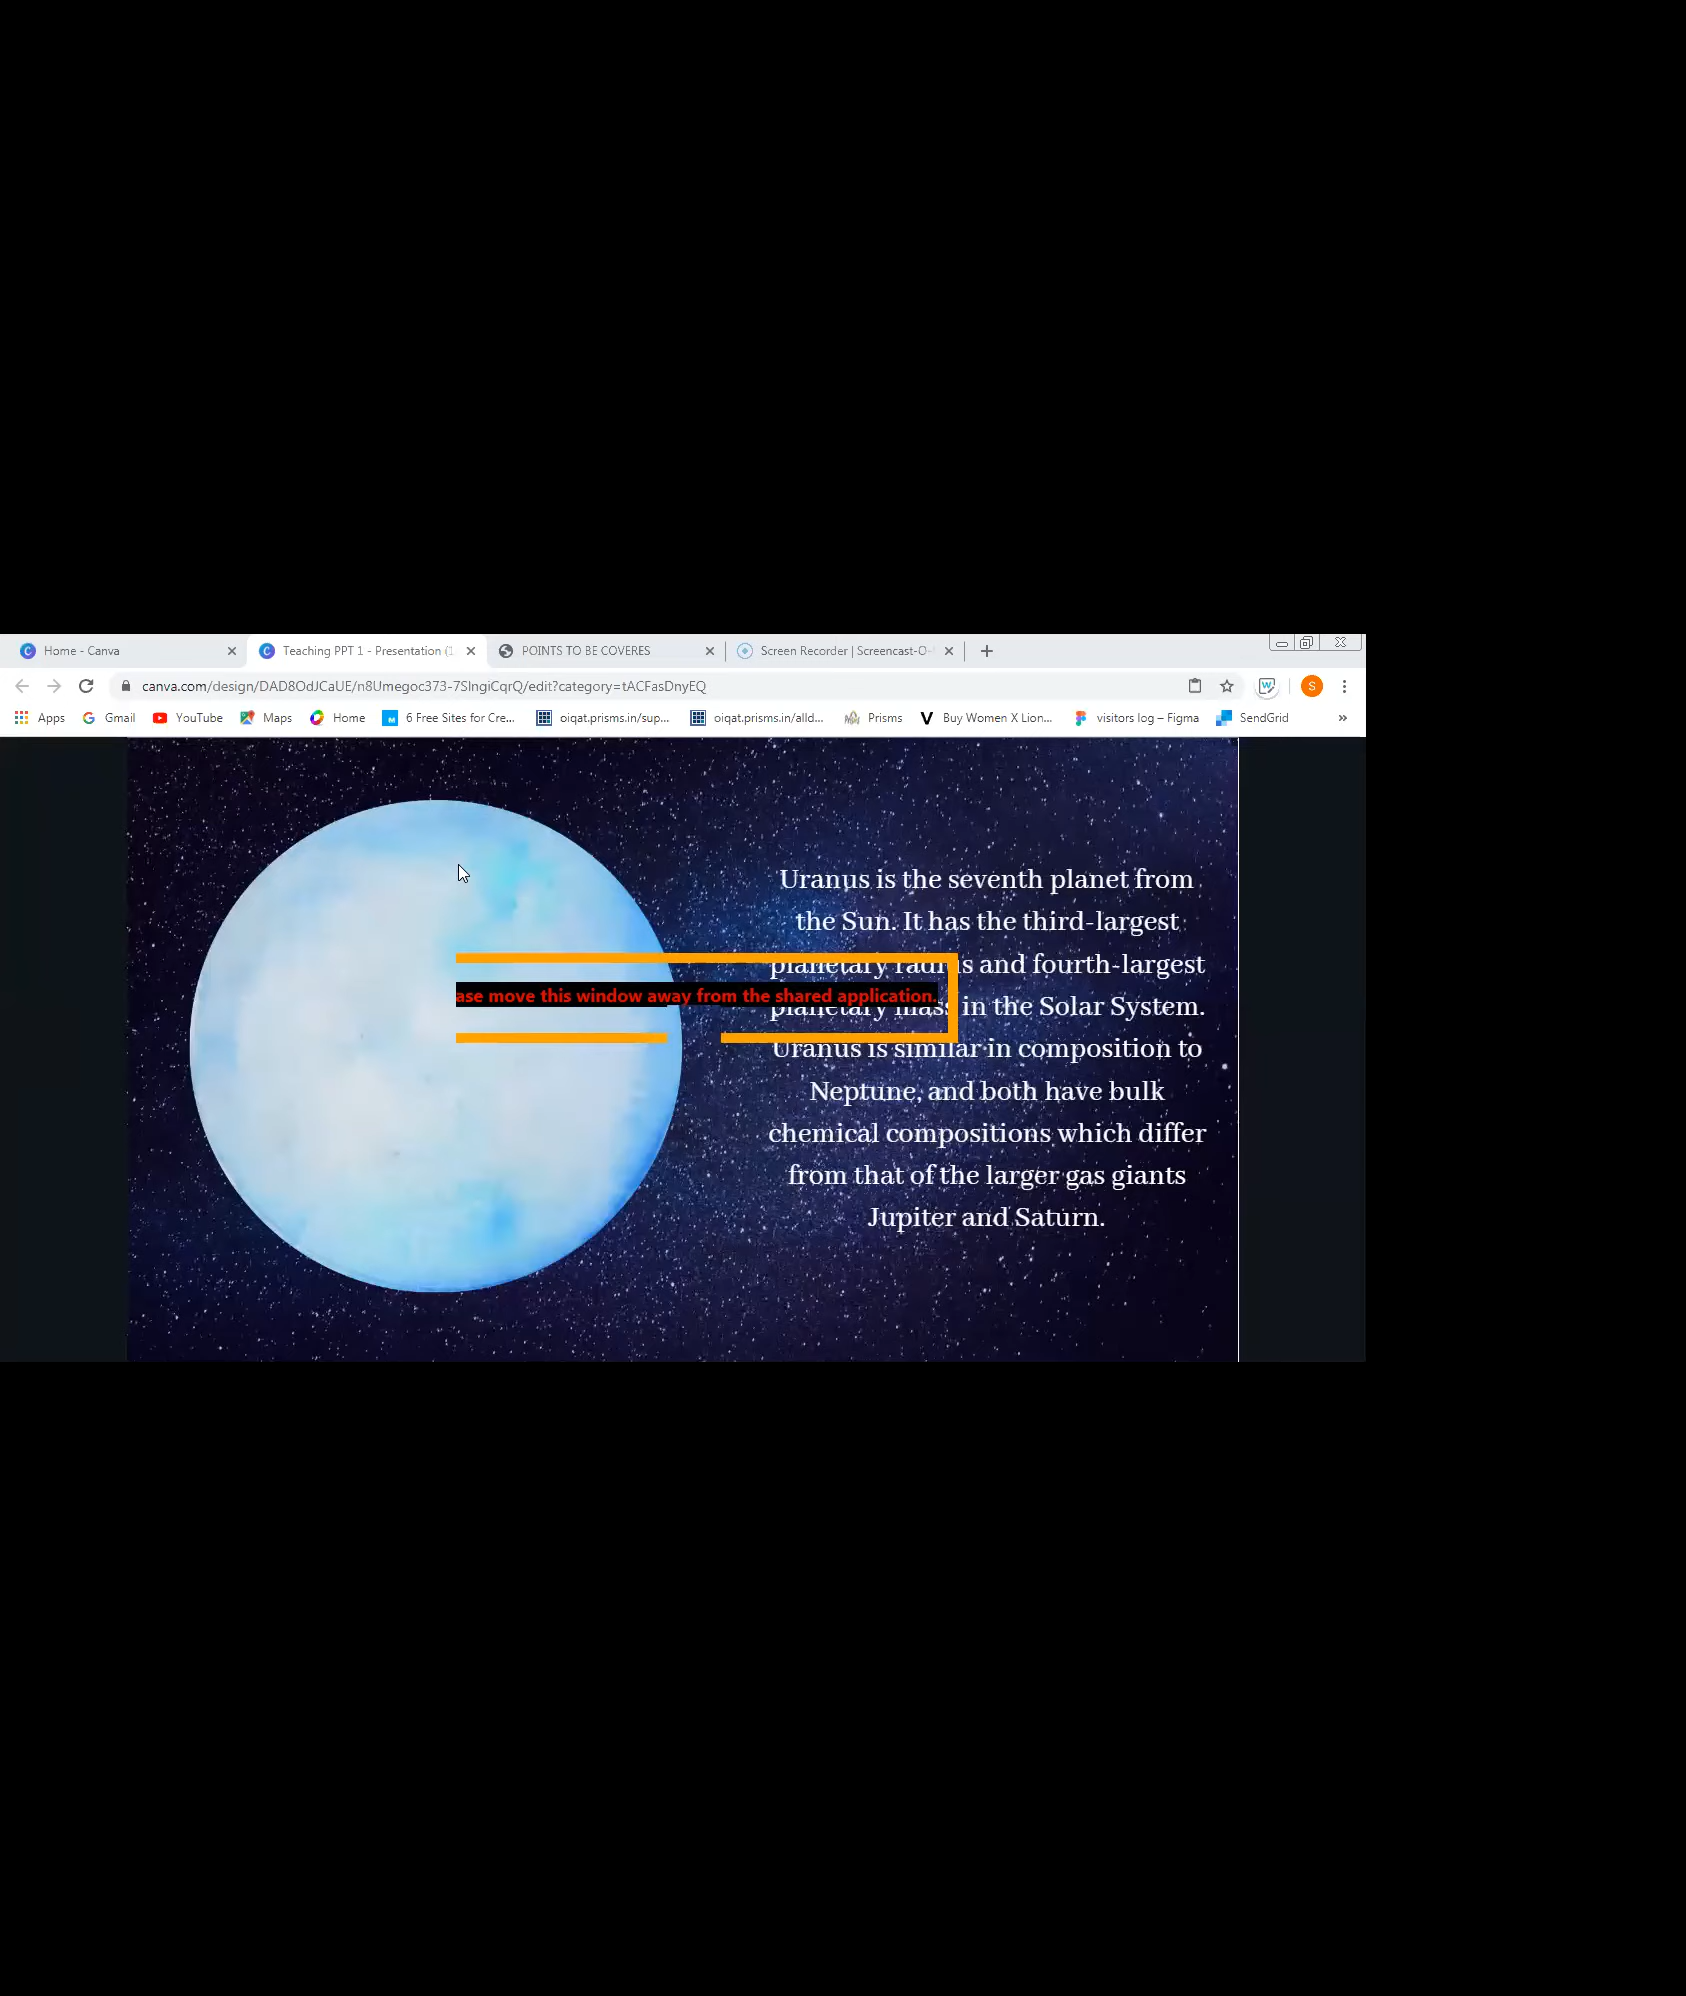 Home - Canva
Teaching PPT 1 - Presentation (1
POINTS TO BE COVERES
Screen Recorder | Screencast-O-
canva.com/design/DAD8OdJCaUE/n8Umegoc373-7SlngiCqrQ/edit?category=tACFasDnyEQ
S
Apps Gmail YouTube Maps Home 6 Free Sites for Cre... oiqat.prisms.in/sup... oiqat.prisms.in/alld... Prisms Buy Women X Lion... visitors log – Figma SendGrid »
Uranus is the seventh planet from
the Sun. It has the third-largest
planetary radius and fourth-largest
ase move this window away from the shared application.
planetary mass in the Solar System.
Uranus is similar in composition to
Neptune, and both have bulk
chemical compositions which differ
from that of the larger gas giants
Jupiter and Saturn.